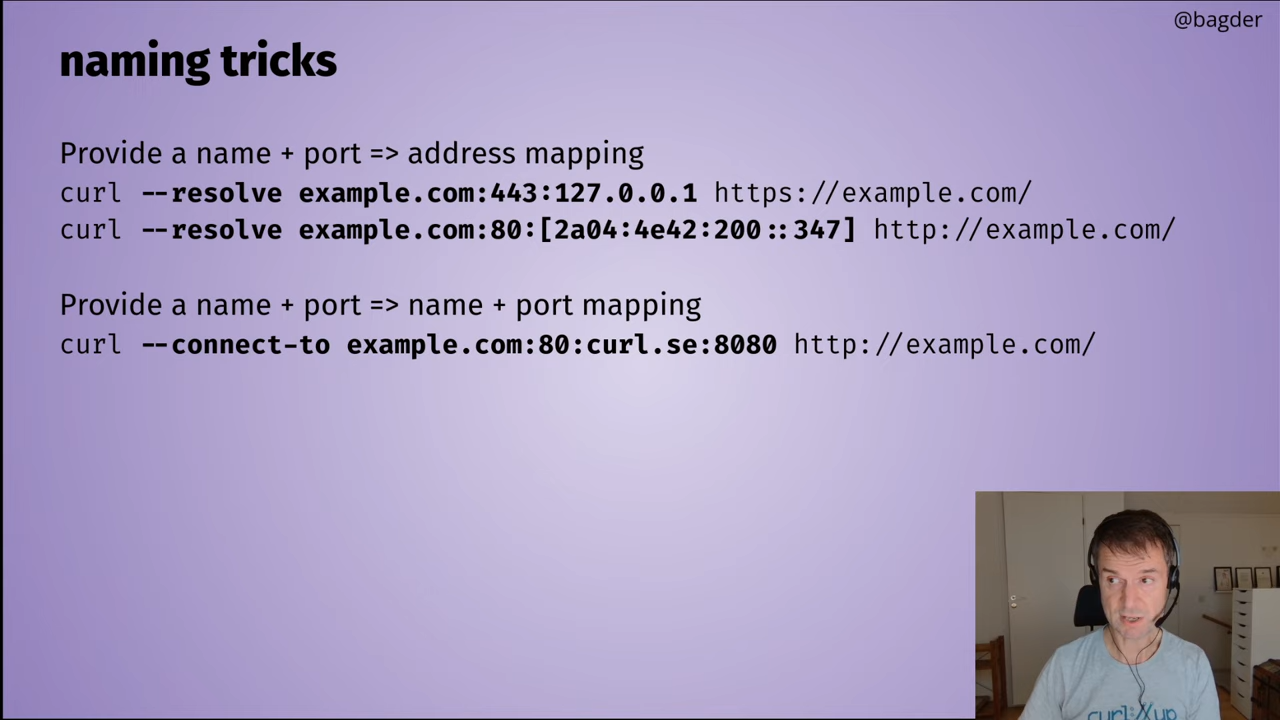 @bagder
naming tricks
Provide a name + port => address mapping
curl --resolve example.com:443:127.0.0.1 https://example.com/
curl --resolve example.com:80:[2a04:4e42:200::347] http://example.com/
Provide a name + port => name + port mapping
curl --connect-to example.com:80:curl.se:8080 http://example.com/
curl://up